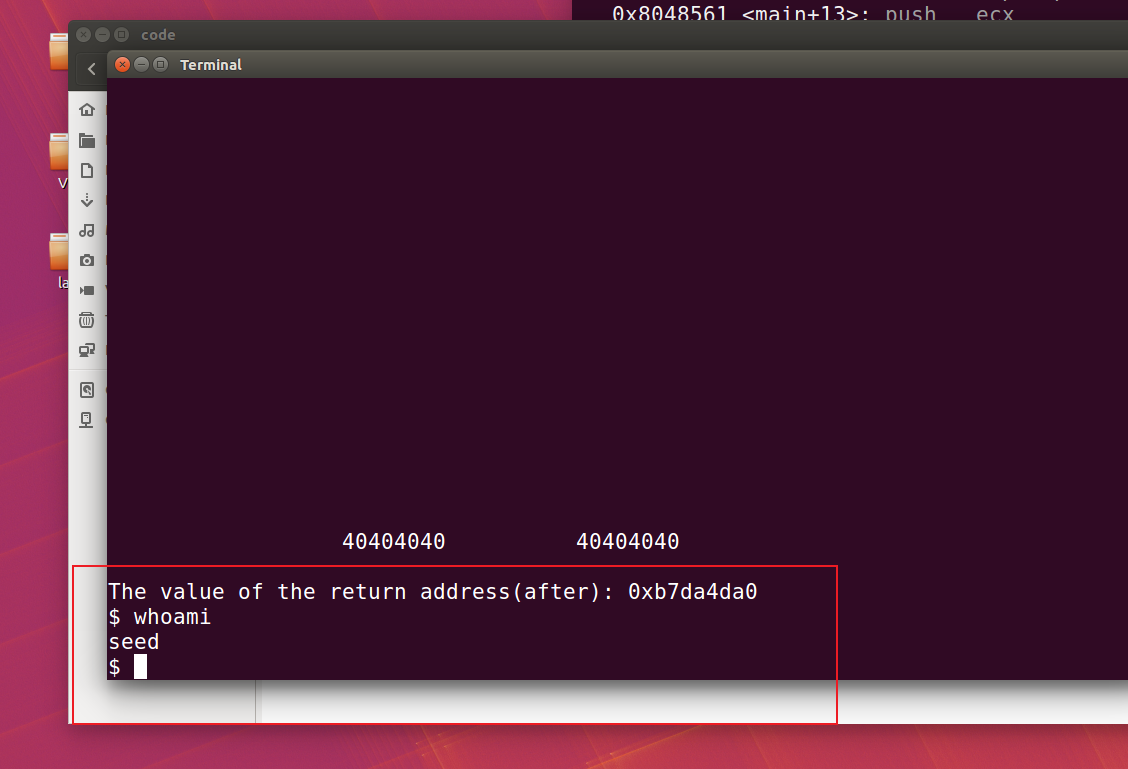 0x8048561 <main+13>: push ecx
code
Terminal
40404040 40404040
The value of the return address(after): 0xb7da4da0
$ whoami
seed
$